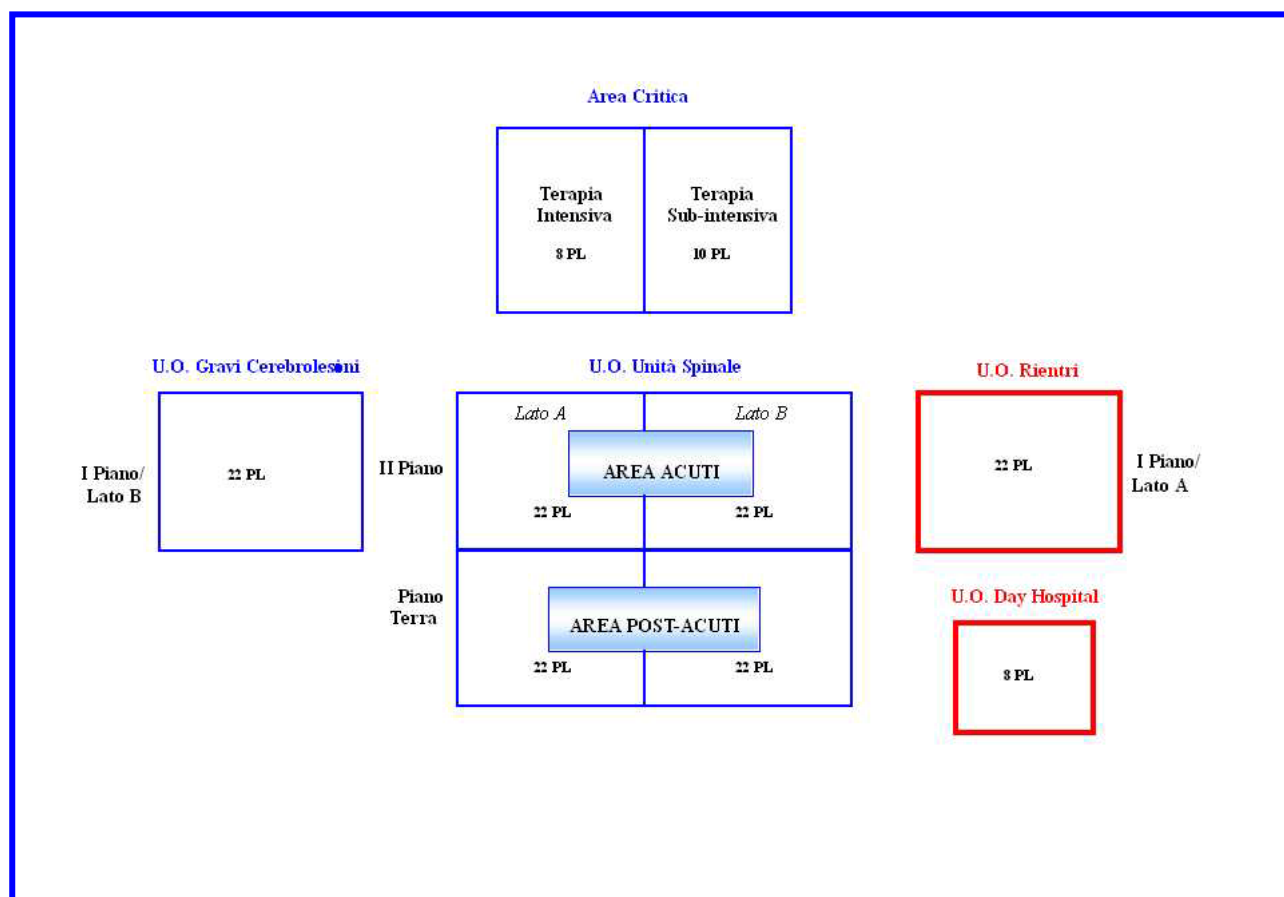 Area Critica
Terapia
Intensiva
8 PL
Terapia
Sub-intensiva
10 PL
U.O. Gravi Cerebrolesioni
I Piano/
Lato B
22 PL
U.O. Unità Spinale
II Piano
Lato A
Lato B
AREA ACUTI
22 PL
22 PL
Piano
Terra
AREA POST-ACUTI
22 PL
22 PL
U.O. Rientri
22 PL
I Piano/
Lato A
U.O. Day Hospital
8 PL